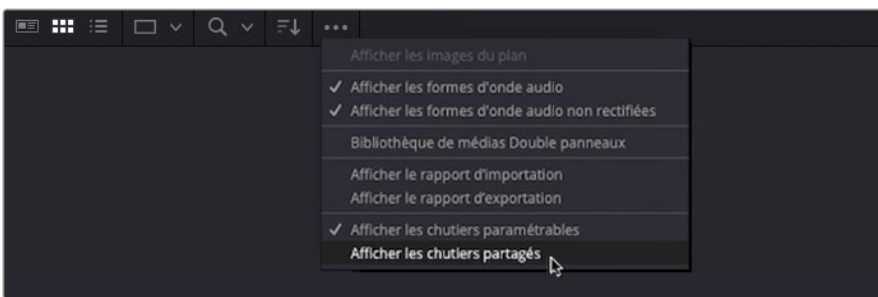 Afficher les images du plan
Afficher les formes d'onde audio
Afficher les formes d'onde audio non rectifiées
Bibliothèque de médias Double panneaux
Afficher le rapport d'importation
Afficher le rapport d'exportation
Afficher les chutiers paramétrables
Afficher les chutiers partagés